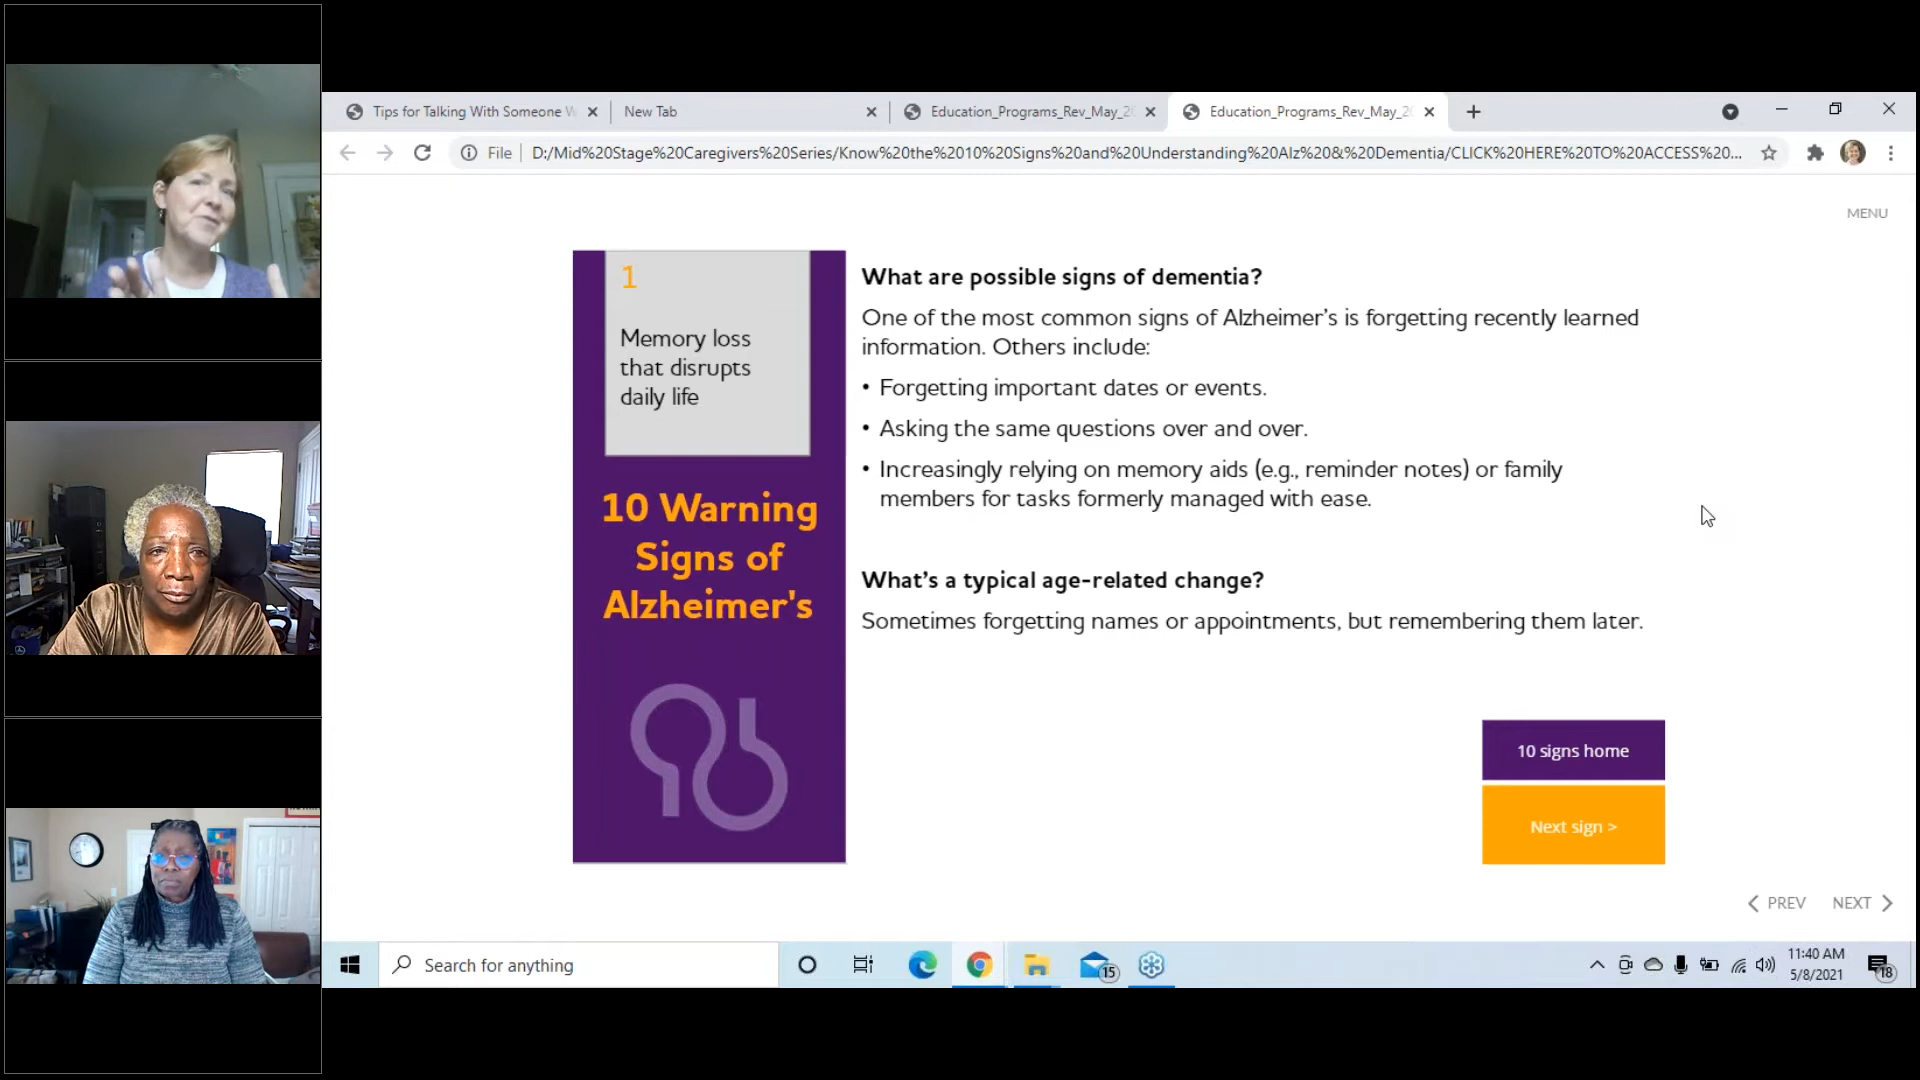 Tips for Talking With Someone W
New Tab
Education_Programs_Rev_May_20
Education_Programs_Rev_May_20
File
D:/Mid%20Stage%20Caregivers%20Series/Know%20the%2010%20Signs%20and%20Understanding%20Alz%20&%20Dementia/CLICK%20HERE%20TO%20ACCESS%20...
MENU
1
Memory loss
that disrupts
daily life
10 Warning
Signs of
Alzheimer's
What are possible signs of dementia?
One of the most common signs of Alzheimer’s is forgetting recently learned
information. Others include:
• Forgetting important dates or events.
• Asking the same questions over and over.
• Increasingly relying on memory aids (e.g., reminder notes) or family
members for tasks formerly managed with ease.
What’s a typical age-related change?
Sometimes forgetting names or appointments, but remembering them later.
10 signs home
Next sign >
PREV
NEXT
Search for anything
15
11:40 AM
5/8/2021
18